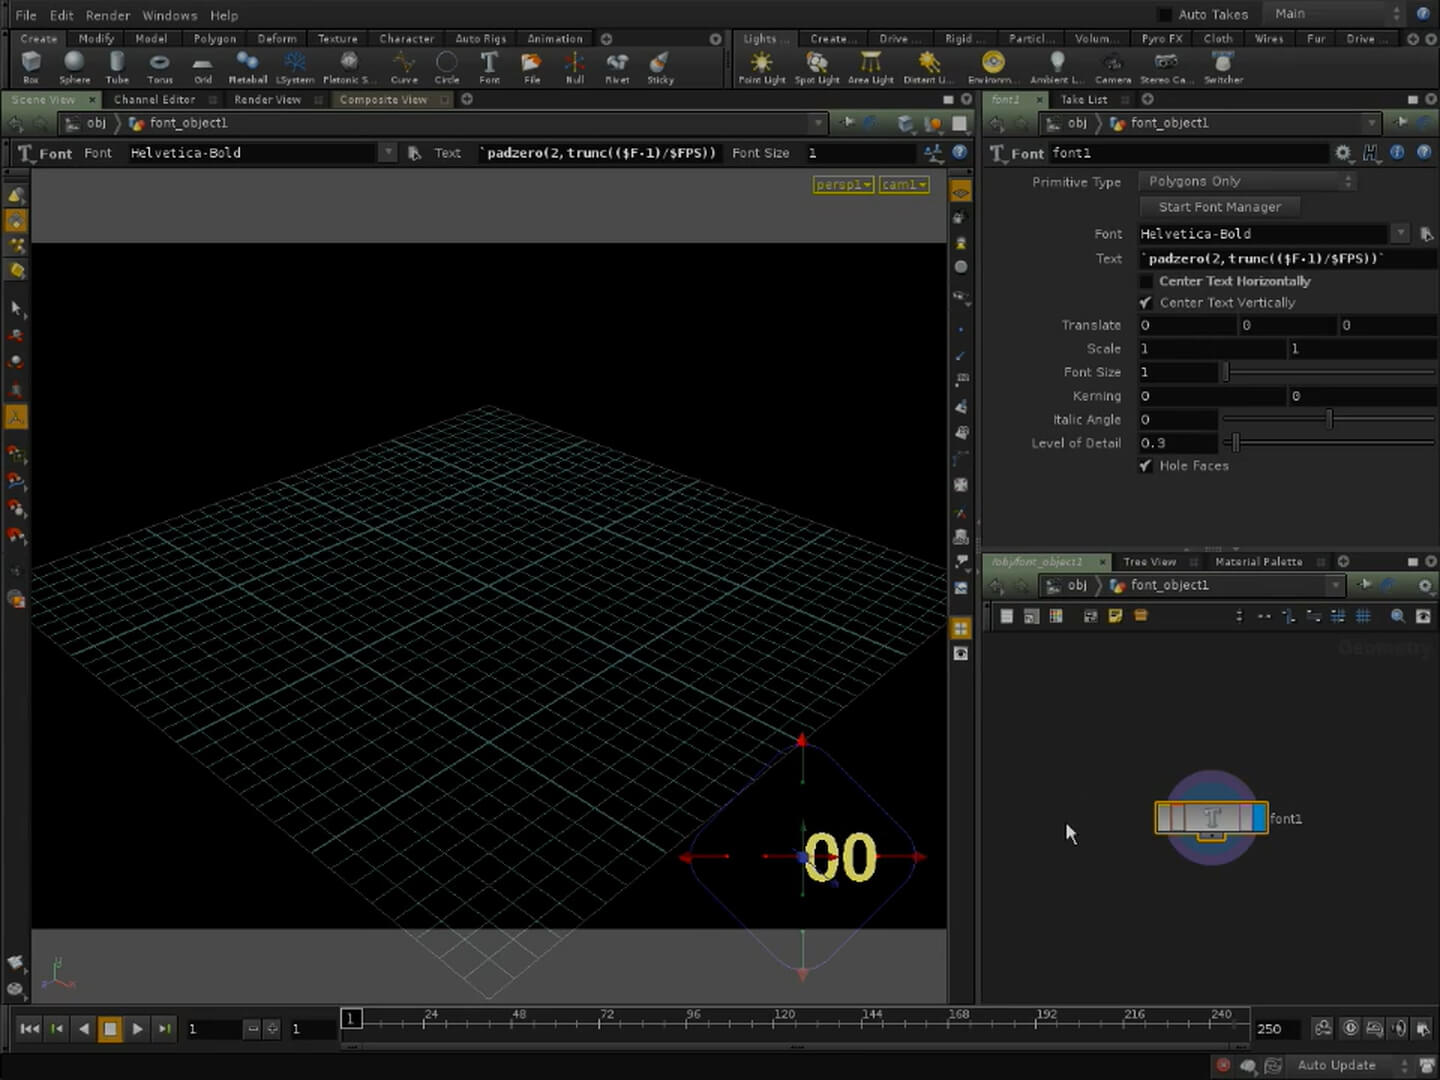 File Edit Render Windows Help
Auto Takes Main
Create Modify Model Polygon Deform Texture Character Auto Rigs Animation
Lights ... Create... Drive ... Rigid ... Particl... Volum... Pyro FX Cloth Wires Fur Drive ...
Box Sphere Tube Torus Grid Metaball LSystem Platonic S... Curve Circle Font File Null Rivet Sticky
Point Light Spot Light Area Light Distant L... Environm... Ambient L... Camera Stereo Ca... Switcher
Scene View Channel Editor Render View Composite View
font1 Take List
obj font_object1
obj font_object1
Font Font Helvetica-Bold Text `padzero(2,trunc(($F-1)/$FPS)) Font Size 1
Font font1
persp1 cam1
Primitive Type Polygons Only
Start Font Manager
Font Helvetica-Bold
Text `padzero(2,trunc(($F-1)/$FPS))`
Center Text Horizontally
Center Text Vertically
Translate 0 0 0
Scale 1 1
Font Size 1
Kerning 0 0
Italic Angle 0
Level of Detail 0.3
Hole Faces
/obj/font_object1 Tree View Material Palette
obj font_object1
Geometry
font1
00
y
z x
1 1 1 24 48 72 96 120 144 168 192 216 240 250
Auto Update